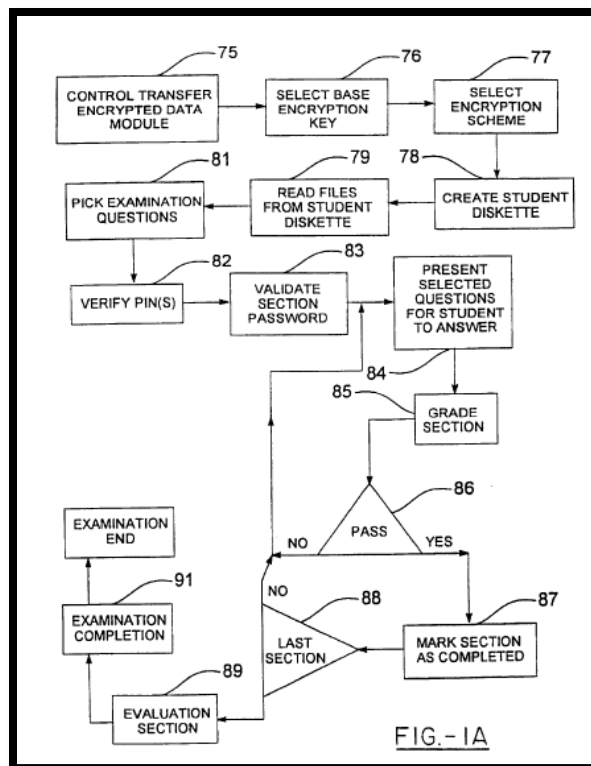 75
CONTROL TRANSFER
ENCRYPTED DATA
MODULE
76
SELECT BASE
ENCRYPTION
KEY
77
SELECT
ENCRYPTION
SCHEME
78
CREATE STUDENT
DISKETTE
79
READ FILES
FROM STUDENT
DISKETTE
81
PICK EXAMINATION
QUESTIONS
82
VERIFY PIN(S)
83
VALIDATE
SECTION
PASSWORD
PRESENT
SELECTED
QUESTIONS
FOR STUDENT
TO ANSWER
84
85
GRADE
SECTION
86
PASS
NO
YES
87
MARK SECTION
AS COMPLETED
88
LAST
SECTION
NO
89
EVALUATION
SECTION
91
EXAMINATION
COMPLETION
EXAMINATION
END
FIG.-1A